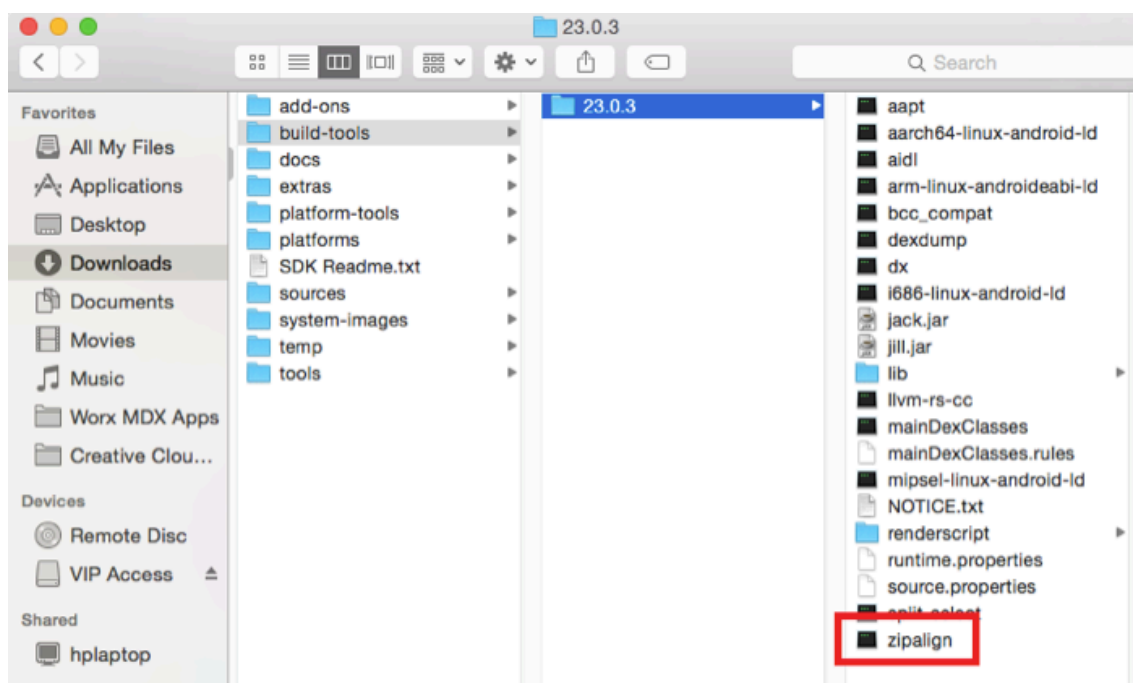 23.0.3
Search
Favorites
All My Files
Applications
Desktop
Downloads
Documents
Movies
Music
Worx MDX Apps
Creative Clou...
Devices
Remote Disc
VIP Access
Shared
hplaptop
add-ons
build-tools
docs
extras
platform-tools
platforms
SDK Readme.txt
sources
system-images
temp
tools
23.0.3
aapt
aarch64-linux-android-ld
aidl
arm-linux-androideabi-ld
bcc_compat
dexdump
dx
i686-linux-android-ld
jack.jar
jill.jar
lib
llvm-rs-cc
mainDexClasses
mainDexClasses.rules
mipsel-linux-android-ld
NOTICE.txt
renderscript
runtime.properties
source.properties
split-select
zipalign